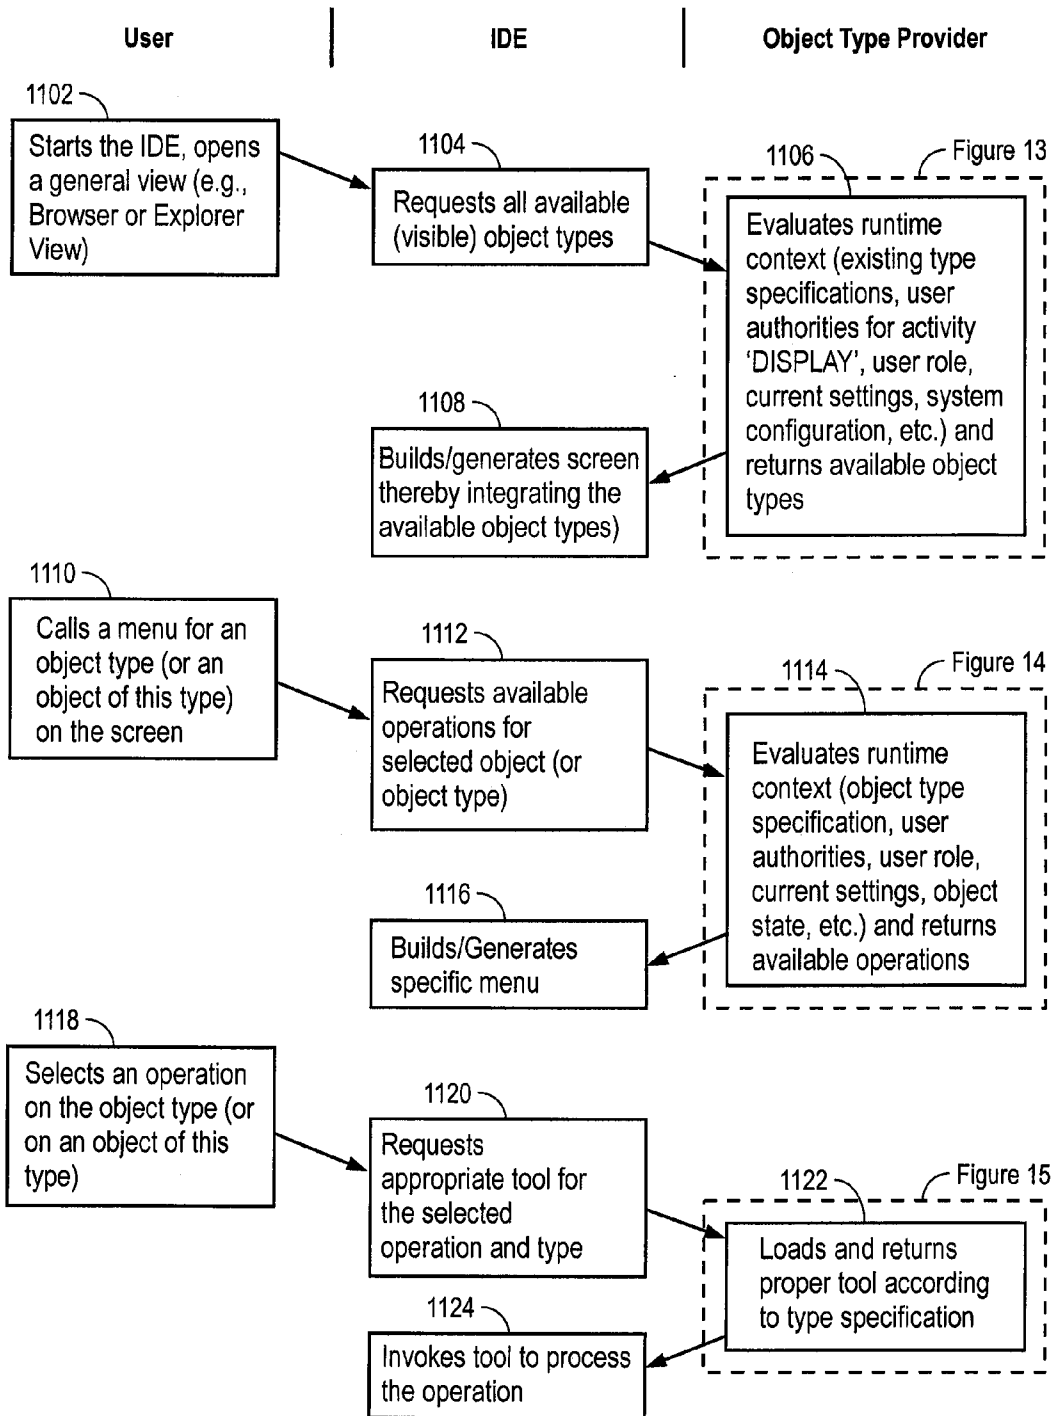 User
IDE
Object Type Provider
1102
Starts the IDE, opens
a general view (e.g.,
Browser or Explorer
View)
1104
Requests all available
(visible) object types
1106
Figure 13
Evaluates runtime
context (existing type
specifications, user
authorities for activity
‘DISPLAY’, user role,
current settings, system
configuration, etc.) and
returns available object
types
1108
Builds/generates screen
thereby integrating the
available object types)
1110
Calls a menu for an
object type (or an
object of this type)
on the screen
1112
Requests available
operations for
selected object (or
object type)
1114
Figure 14
Evaluates runtime
context (object type
specification, user
authorities, user role,
current settings, object
state, etc.) and returns
available operations
1116
Builds/Generates
specific menu
1118
Selects an operation
on the object type (or
on an object of this
type)
1120
Requests
appropriate tool for
the selected
operation and type
1122
Figure 15
Loads and returns
proper tool according
to type specification
1124
Invokes tool to process
the operation